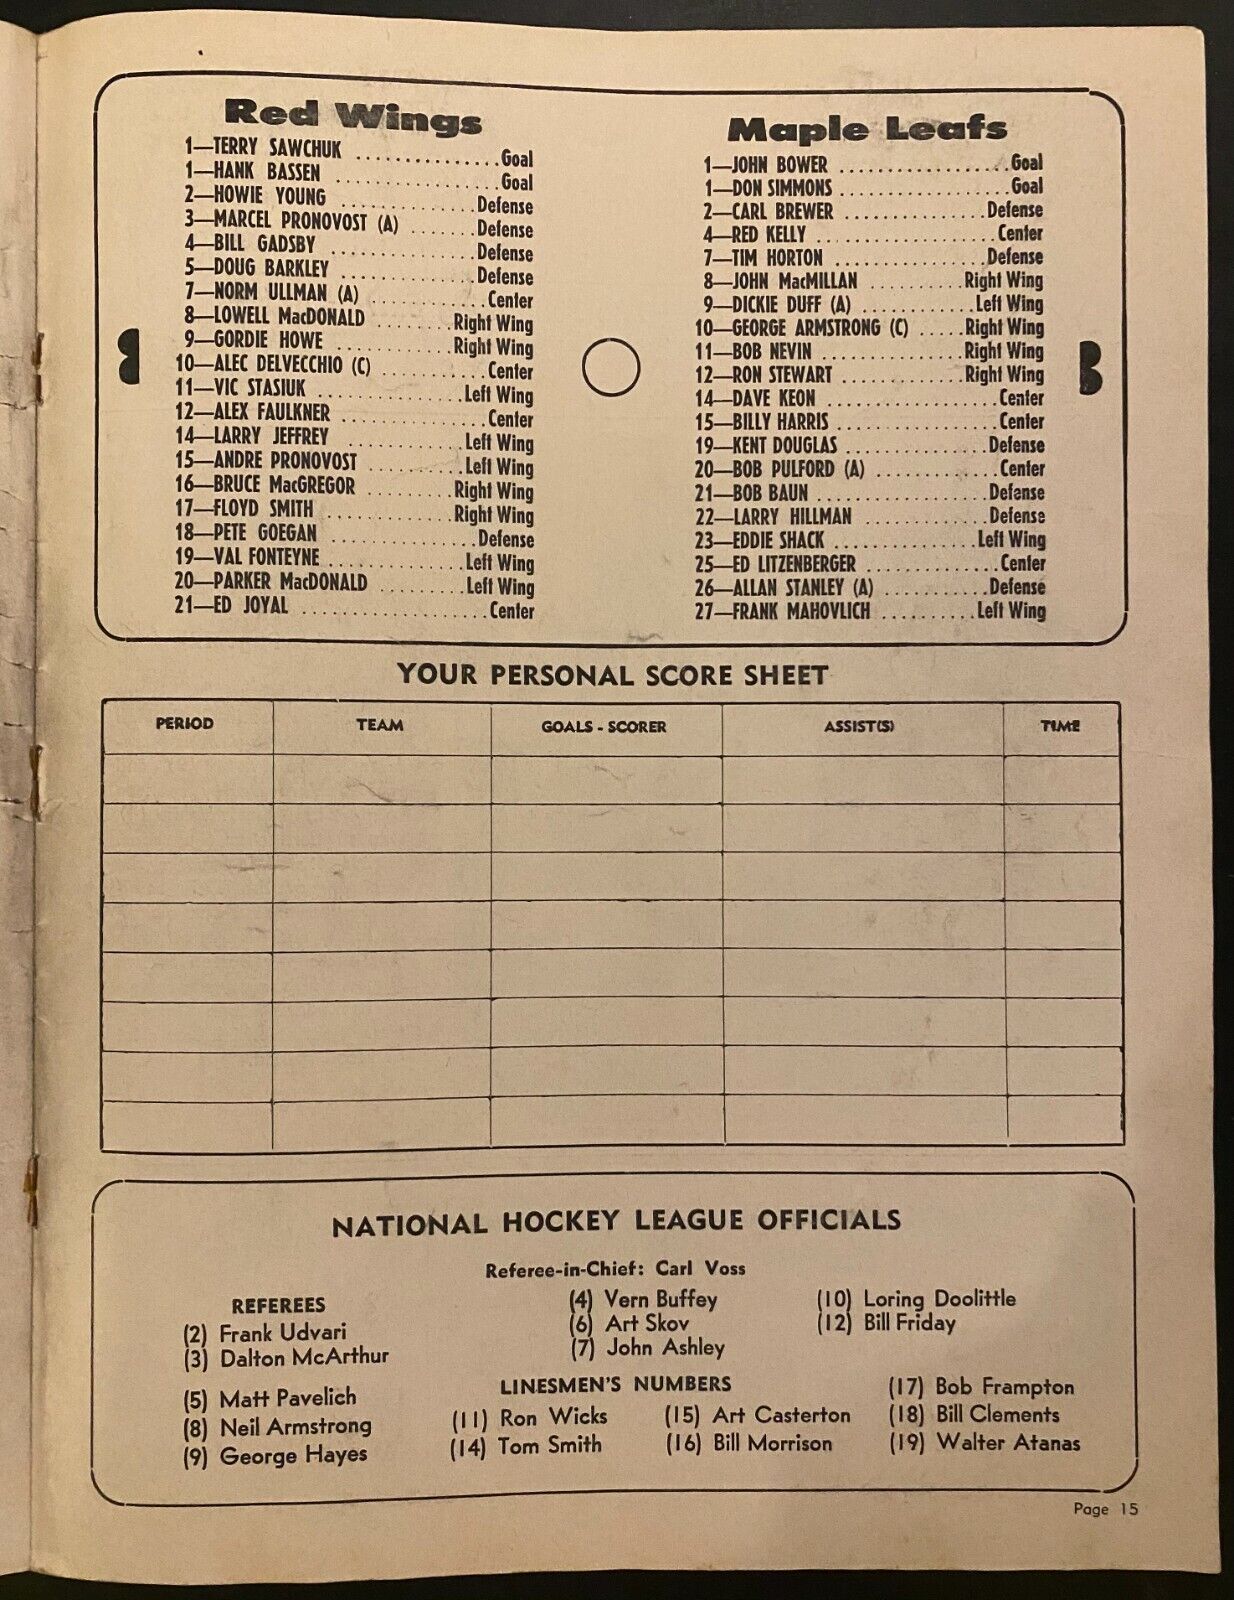 Red Wings
1—TERRY SAWCHUK ............... Goal
1—HANK BASSEN ................. Goal
2—HOWIE YOUNG .............. Defense
3—MARCEL PRONOVOST (A) ....... Defense
4—BILL GADSBY ............... Defense
5—DOUG BARKLEY .............. Defense
7—NORM ULLMAN (A) ............ Center
8—LOWELL MacDONALD ........ Right Wing
9—GORDIE HOWE ............. Right Wing
10—ALEC DELVECCHIO (C) ........... Center
11—VIC STASIUK ............... Left Wing
12—ALEX FAULKNER ............... Center
14—LARRY JEFFREY ............. Left Wing
15—ANDRE PRONOVOST ......... Left Wing
16—BRUCE MacGREGOR ......... Right Wing
17—FLOYD SMITH ............. Right Wing
18—PETE GOEGAN ............... Defense
19—VAL FONTEYNE .............. Left Wing
20—PARKER MacDONALD ......... Left Wing
21—ED JOYAL ................... Center
Maple Leafs
1—JOHN BOWER .................. Goal
1—DON SIMMONS .................. Goal
2—CARL BREWER ............... Defense
4—RED KELLY .................. Center
7—TIM HORTON ................ Defense
8—JOHN MacMILLAN .......... Right Wing
9—DICKIE DUFF (A) ............ Left Wing
10—GEORGE ARMSTRONG (C) ..... Right Wing
11—BOB NEVIN ............... Right Wing
12—RON STEWART ............. Right Wing
14—DAVE KEON .................. Center
15—BILLY HARRIS ................. Center
19—KENT DOUGLAS ............... Defense
20—BOB PULFORD (A) ............. Center
21—BOB BAUN .................. Defense
22—LARRY HILLMAN ............. Defense
23—EDDIE SHACK ............... Left Wing
25—ED LITZENBERGER .............. Center
26—ALLAN STANLEY (A) ........... Defense
27—FRANK MAHOVLICH .......... Left Wing
YOUR PERSONAL SCORE SHEET
PERIOD TEAM GOALS - SCORER ASSIST(S) TIME
NATIONAL HOCKEY LEAGUE OFFICIALS
Referee-in-Chief: Carl Voss
REFEREES
(2) Frank Udvari
(3) Dalton McArthur
(4) Vern Buffey
(6) Art Skov
(7) John Ashley
(10) Loring Doolittle
(12) Bill Friday
LINESMEN'S NUMBERS
(5) Matt Pavelich
(8) Neil Armstrong
(9) George Hayes
(11) Ron Wicks
(14) Tom Smith
(15) Art Casterton
(16) Bill Morrison
(17) Bob Frampton
(18) Bill Clements
(19) Walter Atanas
Page 15